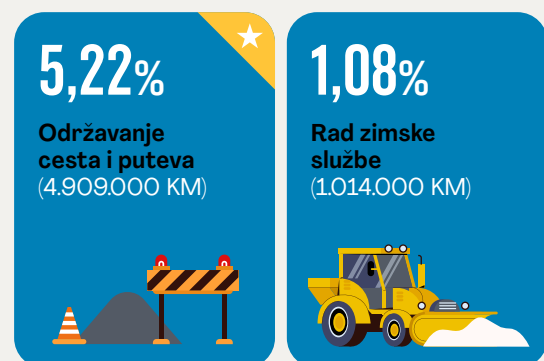 5,22%
Održavanje
cesta i puteva
(4.909.000 KM)
1,08%
Rad zimske
službe
(1.014.000 KM)